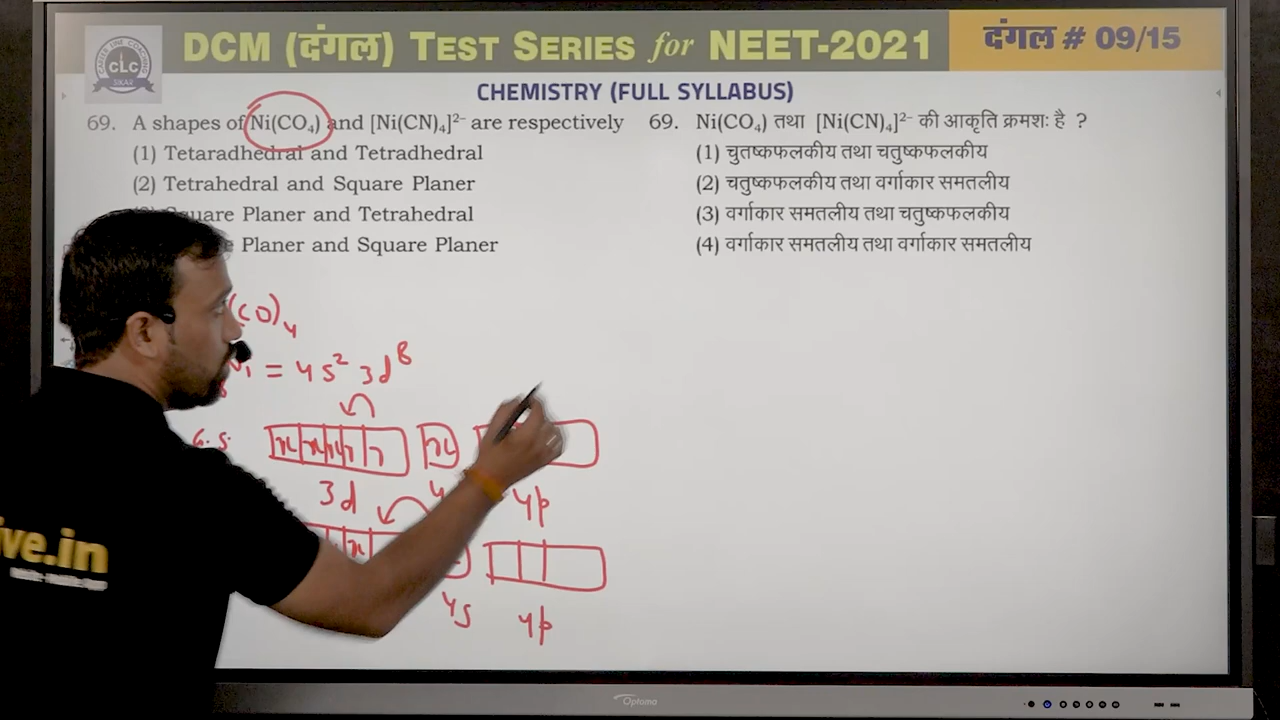 DCM (दंगल) TEST SERIES for NEET-2021
दंगल # 09/15
CAREER LINE COACHING
CLC
SIKAR
CHEMISTRY (FULL SYLLABUS)
69. A shapes of Ni(CO₄) and [Ni(CN)₄]²⁻ are respectively
(1) Tetaradhedral and Tetradhedral
(2) Tetrahedral and Square Planer
Square Planer and Tetrahedral
Planer and Square Planer
69. Ni(CO₄) तथा [Ni(CN)₄]²⁻ की आकृति क्रमशः है ?
(1) चुतष्कफलकीय तथा चतुष्कफलकीय
(2) चतुष्कफलकीय तथा वर्गाकार समतलीय
(3) वर्गाकार समतलीय तथा चतुष्कफलकीय
(4) वर्गाकार समतलीय तथा वर्गाकार समतलीय
(CO)₄
= 4s² 3d⁸
G.S.
3d 4p
4s 4p
ive.in
Optoma